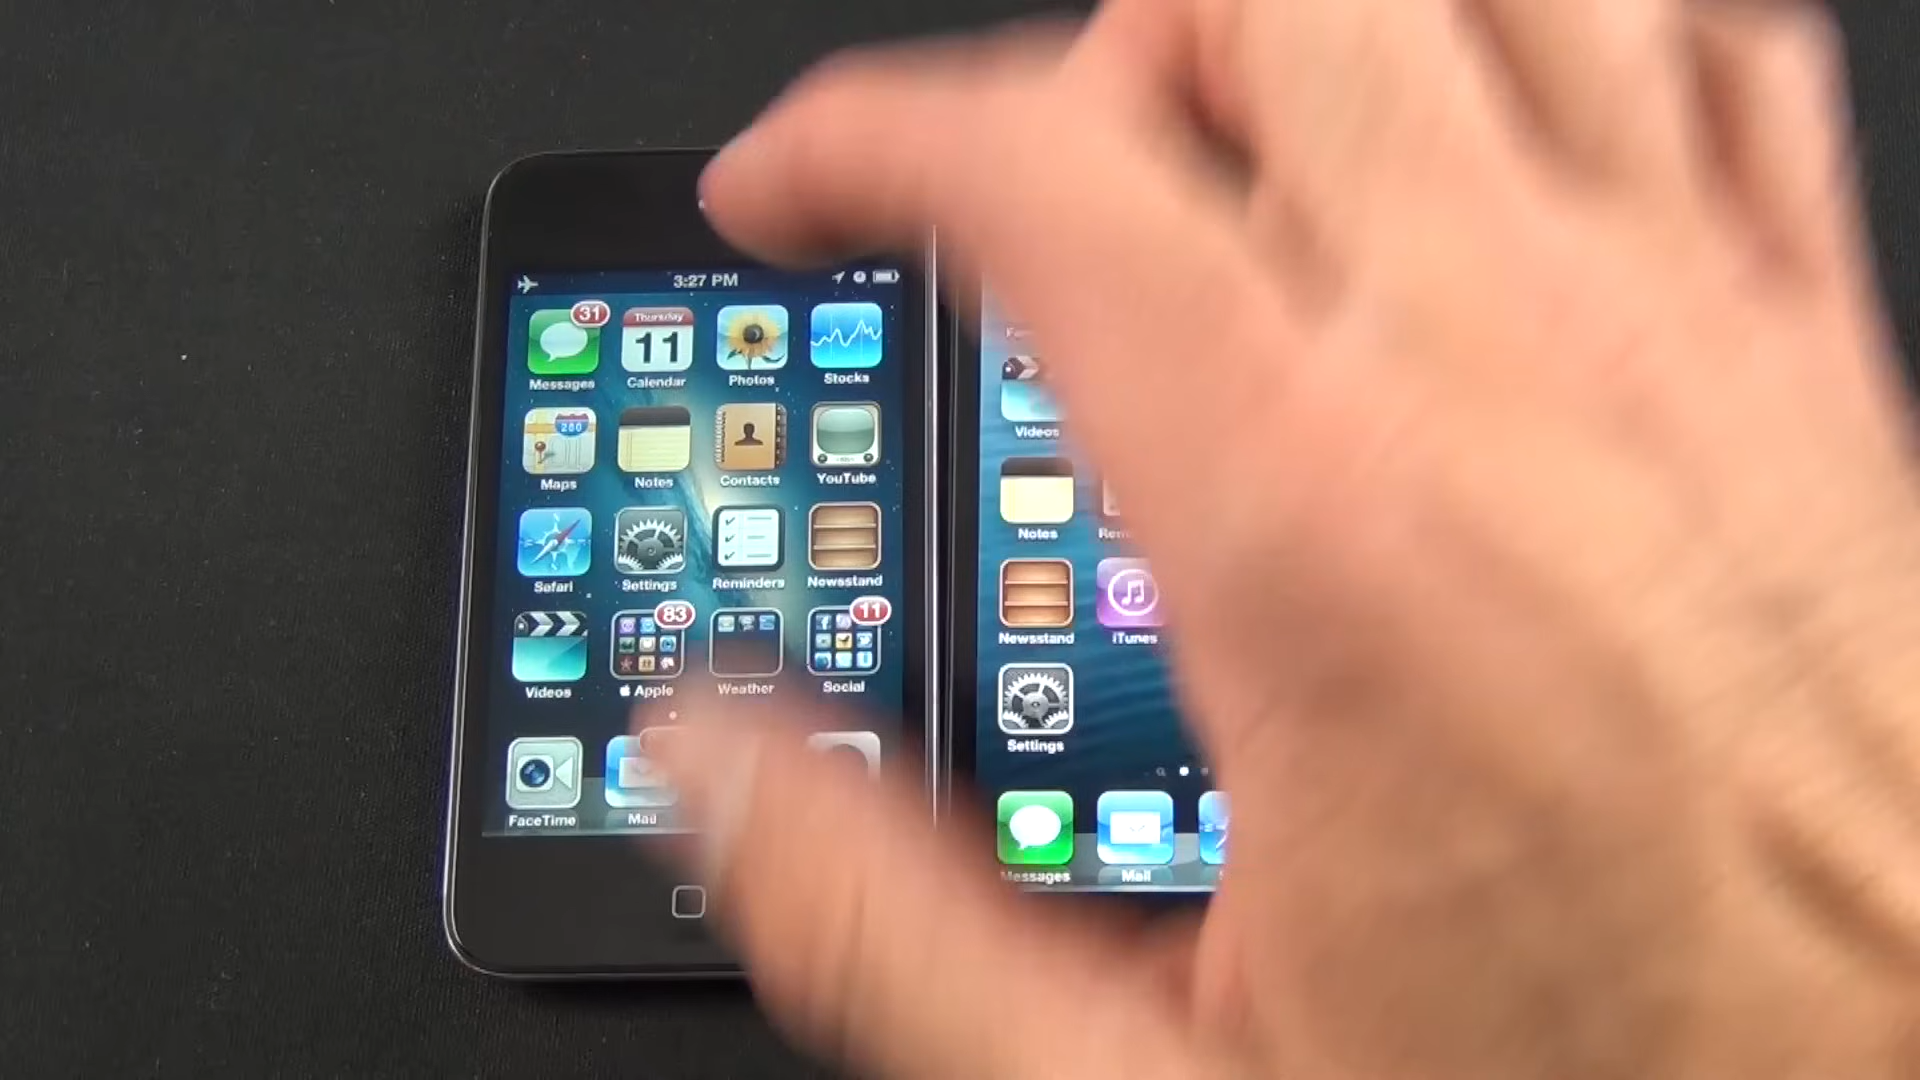 3:27 PM
31
Thursday
11
Messages
Calendar
Photos
Stocks
280
Maps
Notes
Contacts
YouTube
Safari
Settings
Reminders
Newsstand
83
11
Videos
Apple
Weather
Social
FaceTime
Mail
Videos
Notes
Newsstand
iTunes
Settings
Messages
Mail